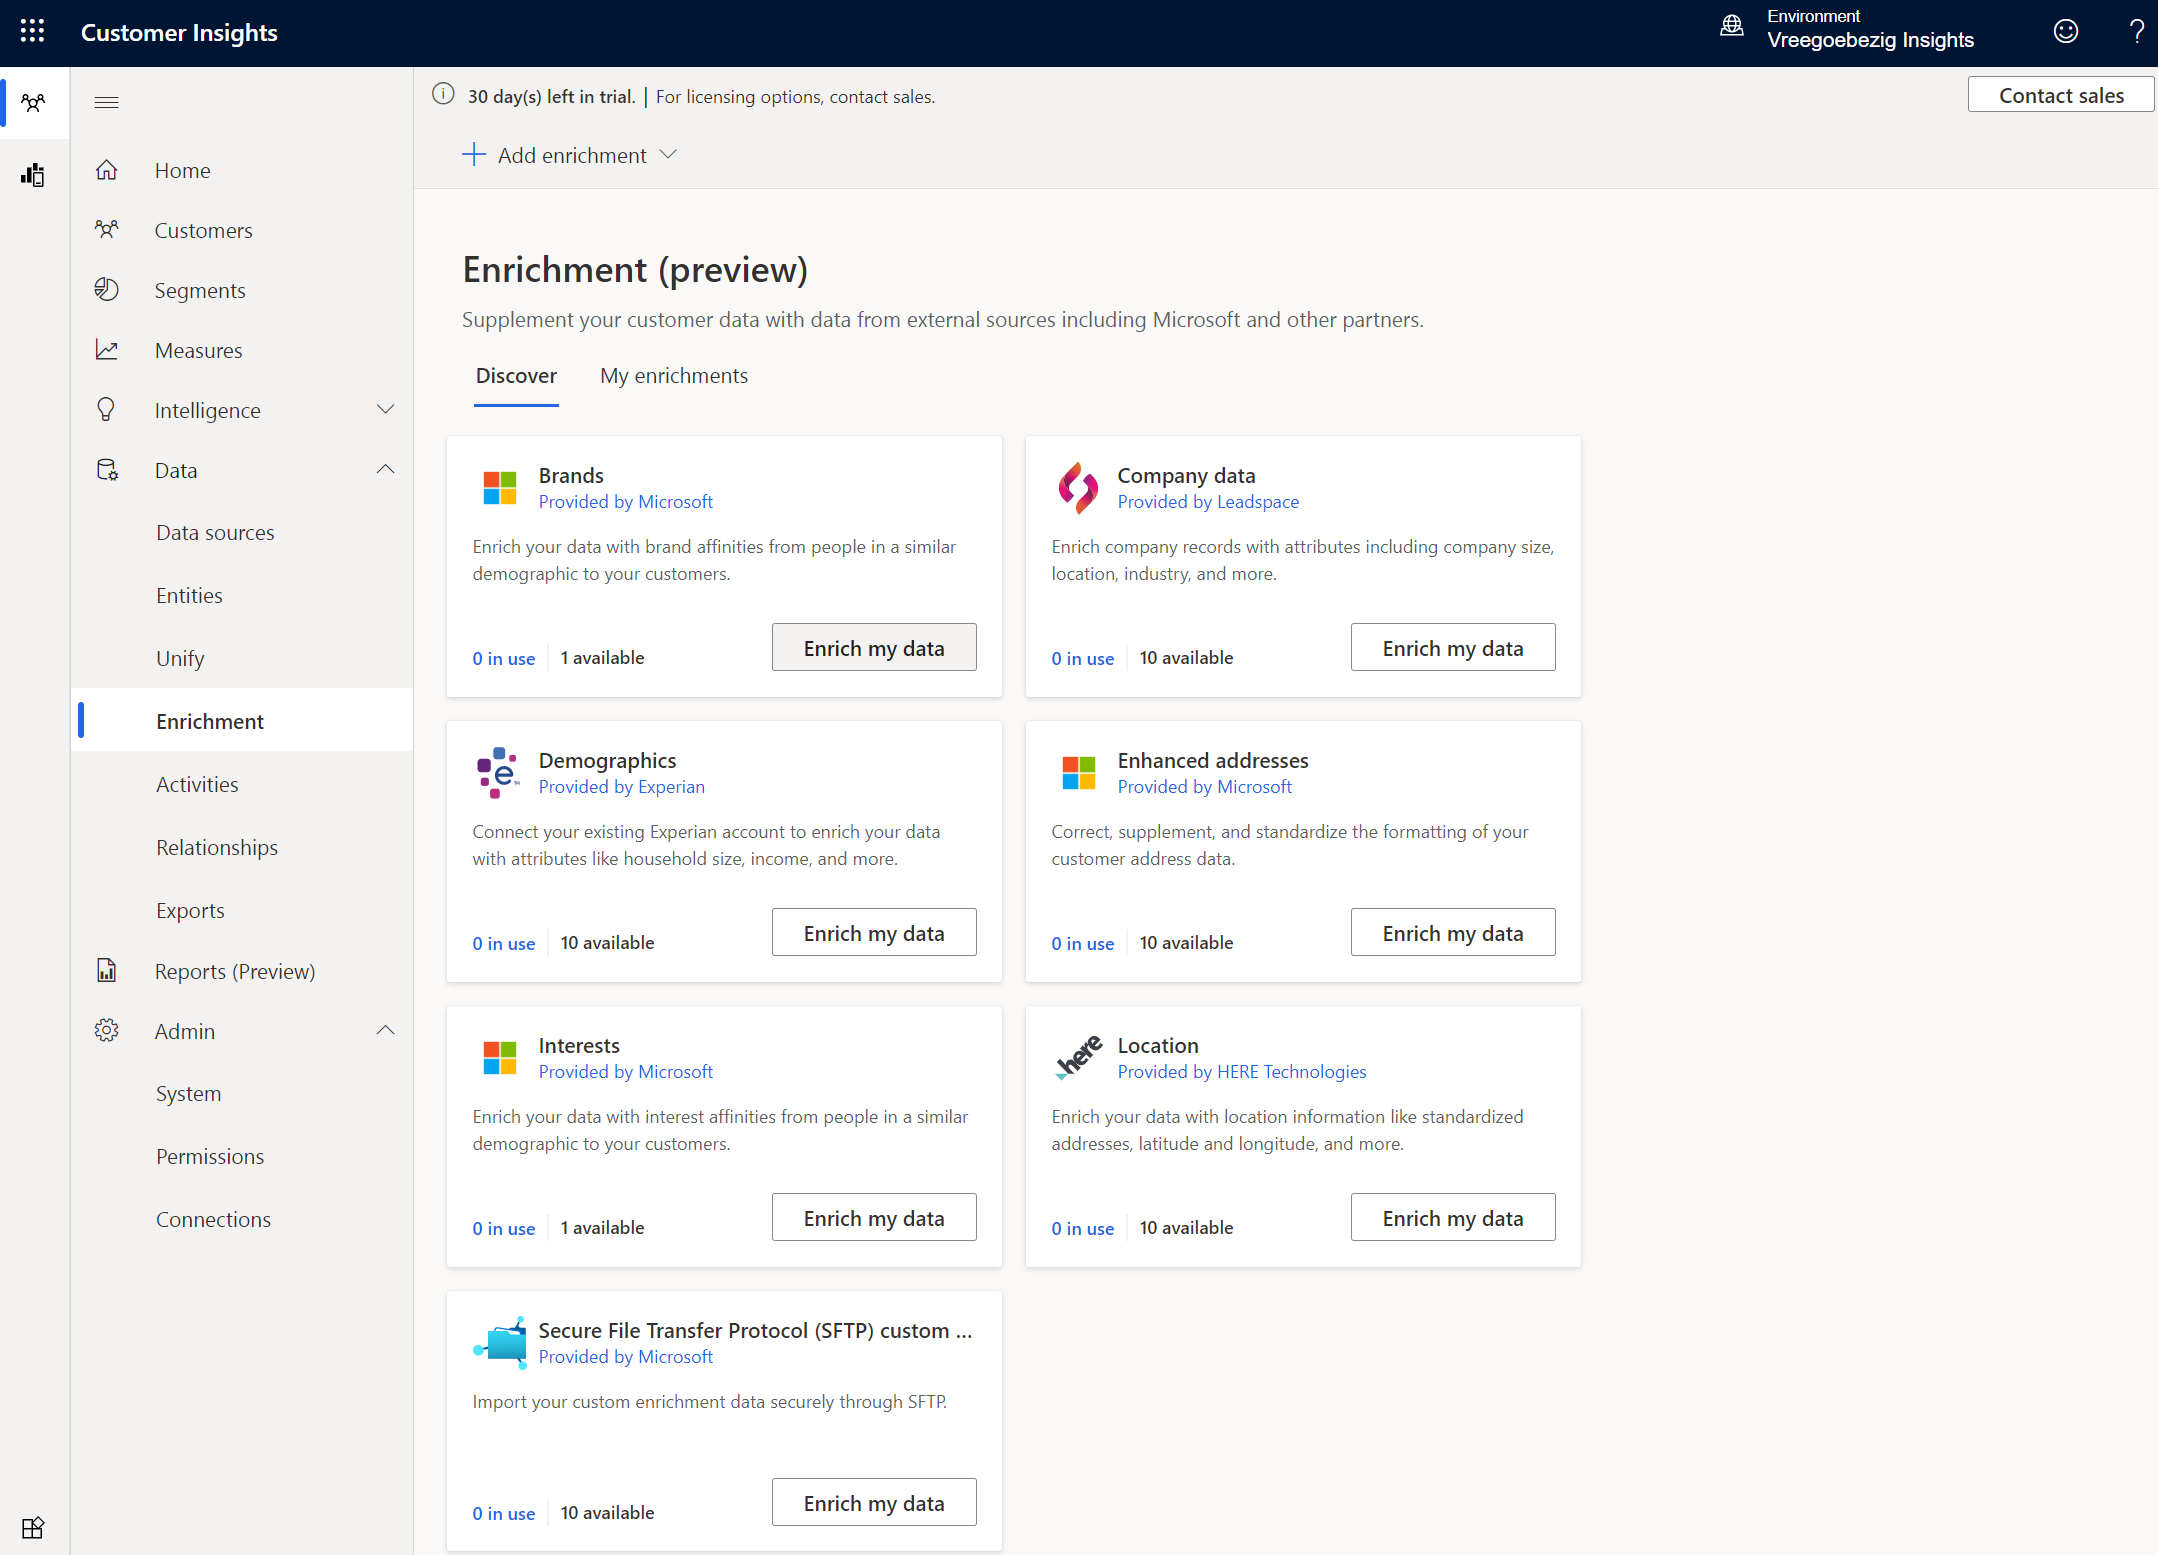 Customer Insights
Environment
Vreegoebezig Insights
?
30 day(s) left in trial. | For licensing options, contact sales.
Contact sales
Add enrichment
Home
Customers
Segments
Measures
Intelligence
Data
Data sources
Entities
Unify
Enrichment
Activities
Relationships
Exports
Reports (Preview)
Admin
System
Permissions
Connections
Enrichment (preview)
Supplement your customer data with data from external sources including Microsoft and other partners.
Discover My enrichments
Brands
Provided by Microsoft
Enrich your data with brand affinities from people in a similar
demographic to your customers.
0 in use 1 available Enrich my data
Company data
Provided by Leadspace
Enrich company records with attributes including company size,
location, industry, and more.
0 in use 10 available Enrich my data
Demographics
Provided by Experian
Connect your existing Experian account to enrich your data
with attributes like household size, income, and more.
0 in use 10 available Enrich my data
Enhanced addresses
Provided by Microsoft
Correct, supplement, and standardize the formatting of your
customer address data.
0 in use 10 available Enrich my data
Interests
Provided by Microsoft
Enrich your data with interest affinities from people in a similar
demographic to your customers.
0 in use 1 available Enrich my data
here
Location
Provided by HERE Technologies
Enrich your data with location information like standardized
addresses, latitude and longitude, and more.
0 in use 10 available Enrich my data
Secure File Transfer Protocol (SFTP) custom ...
Provided by Microsoft
Import your custom enrichment data securely through SFTP.
0 in use 10 available Enrich my data